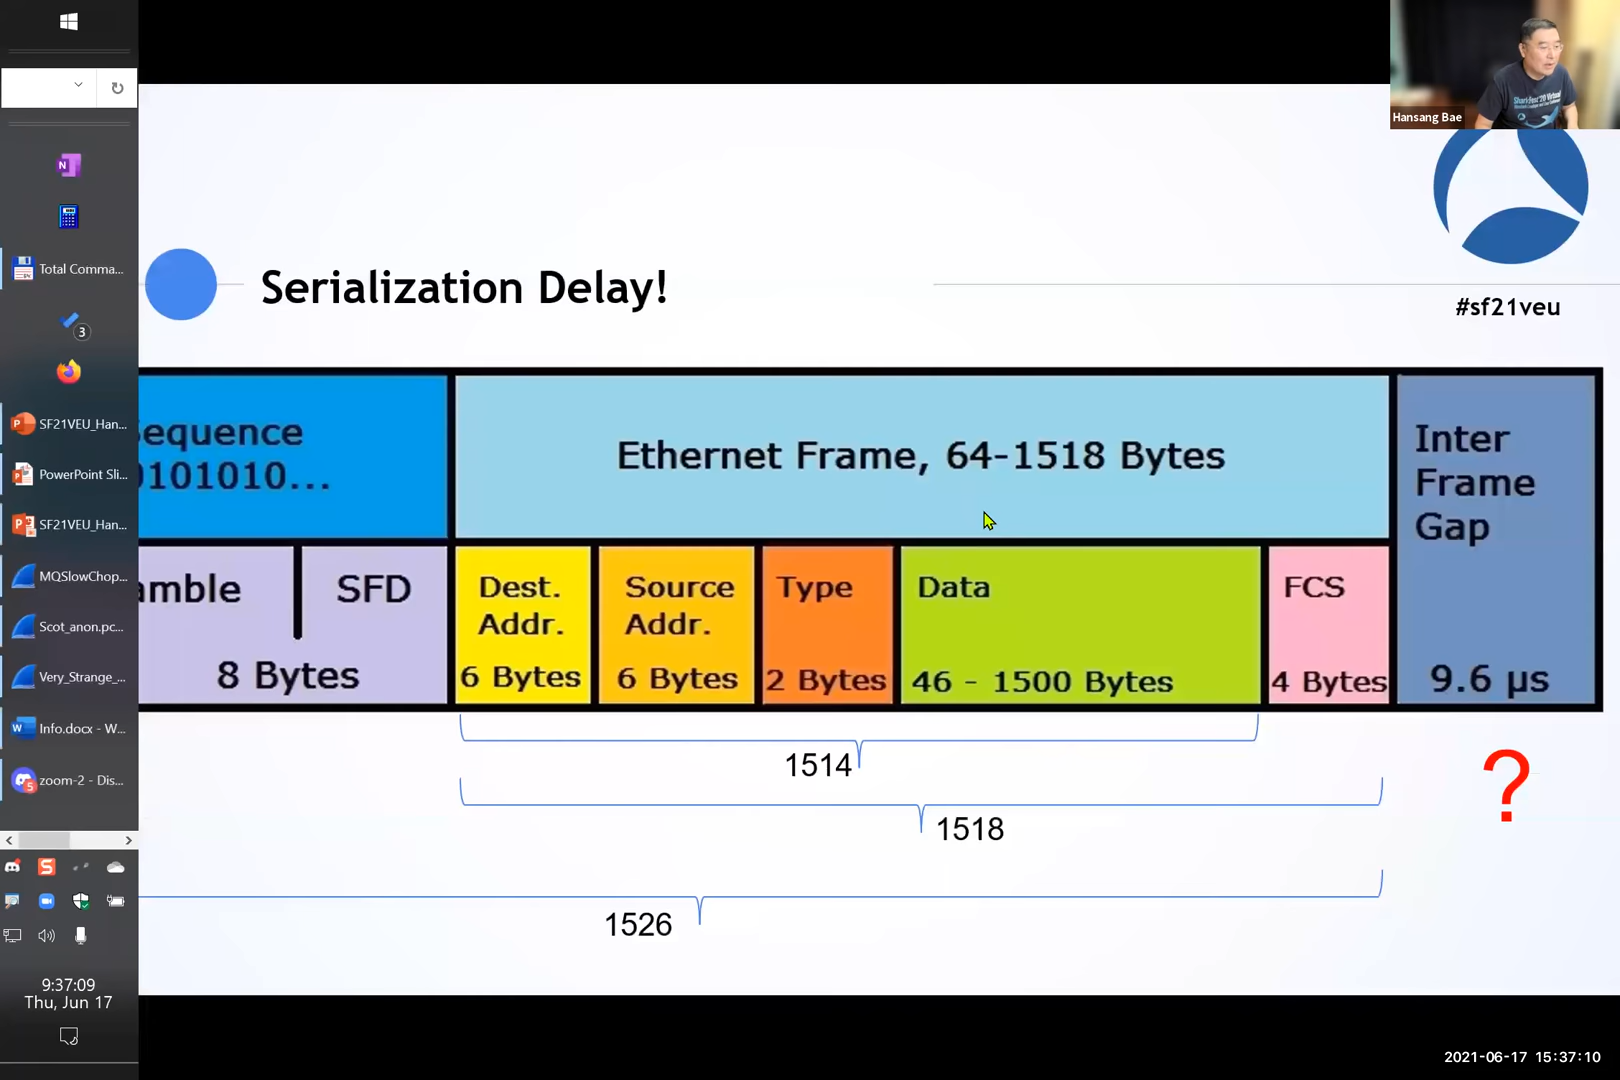 Hansang Bae
Serialization Delay!
#sf21veu
equence
0101010...
Ethernet Frame, 64-1518 Bytes
Inter
Frame
Gap
9.6 µs
amble
SFD
8 Bytes
Dest.
Addr.
6 Bytes
Source
Addr.
6 Bytes
Type
2 Bytes
Data
46 - 1500 Bytes
FCS
4 Bytes
1514
1518
1526
?
Total Comma...
3
SF21VEU_Han...
PowerPoint Sli...
SF21VEU_Han...
MQSlowChop...
Scot_anon.pc...
Very_Strange_...
Info.docx - W...
zoom-2 - Dis...
9:37:09
Thu, Jun 17
2021-06-17 15:37:10